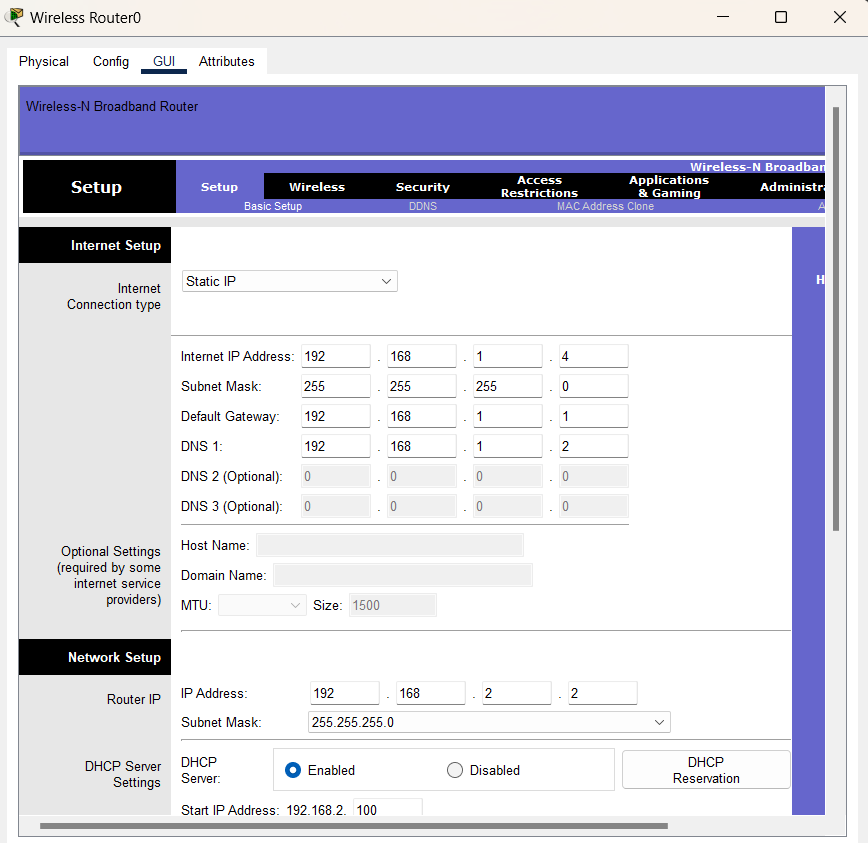 Wireless Router0
Physical Config GUI Attributes
Wireless-N Broadband Router
Wireless-N Broadban
Setup Setup Wireless Security Access Restrictions Applications & Gaming Administra
Basic Setup DDNS MAC Address Clone A
Internet Setup
H
Internet Connection type Static IP
Internet IP Address: 192 . 168 . 1 . 4
Subnet Mask: 255 . 255 . 255 . 0
Default Gateway: 192 . 168 . 1 . 1
DNS 1: 192 . 168 . 1 . 2
DNS 2 (Optional): 0 . 0 . 0 . 0
DNS 3 (Optional): 0 . 0 . 0 . 0
Optional Settings
(required by some
internet service
providers)
Host Name:
Domain Name:
MTU: Size: 1500
Network Setup
Router IP
IP Address: 192 . 168 . 2 . 2
Subnet Mask: 255.255.255.0
DHCP Server
Settings
DHCP Server: Enabled Disabled DHCP Reservation
Start IP Address: 192.168.2. 100